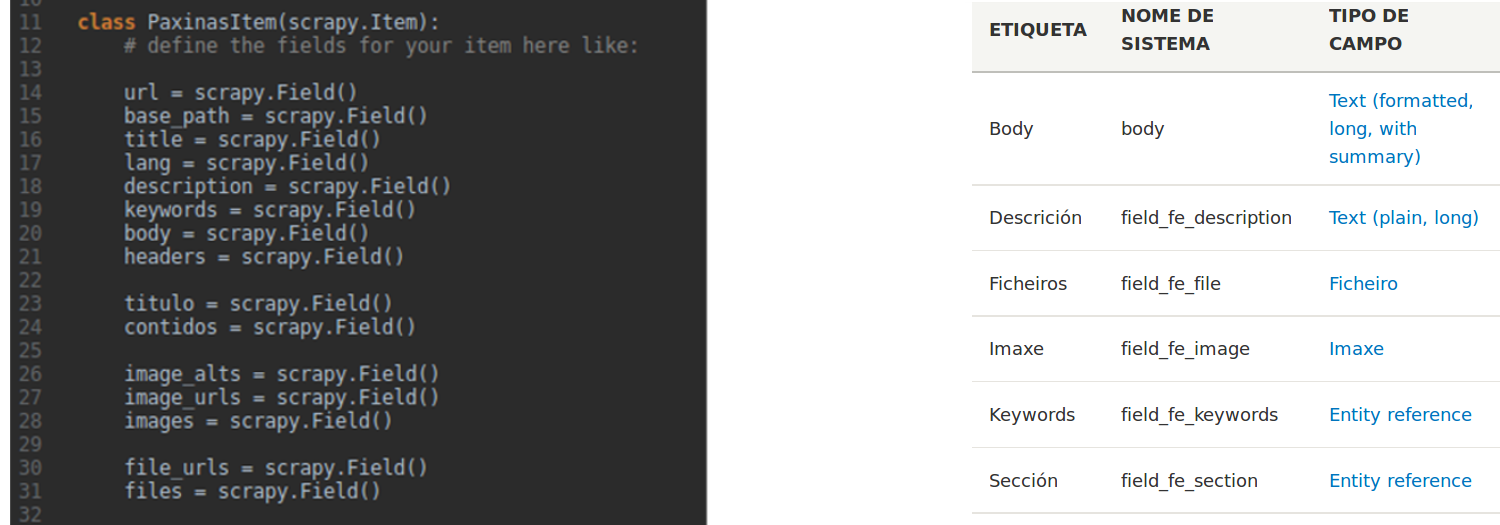 10
11 class PaxinasItem(scrapy.Item):
12 # define the fields for your item here like:
13
14 url = scrapy.Field()
15 base_path = scrapy.Field()
16 title = scrapy.Field()
17 lang = scrapy.Field()
18 description = scrapy.Field()
19 keywords = scrapy.Field()
20 body = scrapy.Field()
21 headers = scrapy.Field()
22
23 titulo = scrapy.Field()
24 contidos = scrapy.Field()
25
26 image_alts = scrapy.Field()
27 image_urls = scrapy.Field()
28 images = scrapy.Field()
29
30 file_urls = scrapy.Field()
31 files = scrapy.Field()
32
ETIQUETA
NOME DE
SISTEMA
TIPO DE
CAMPO
Body
body
Text (formatted,
long, with
summary)
Descrición field_fe_description Text (plain, long)
Ficheiros field_fe_file Ficheiro
Imaxe field_fe_image Imaxe
Keywords field_fe_keywords Entity reference
Sección field_fe_section Entity reference